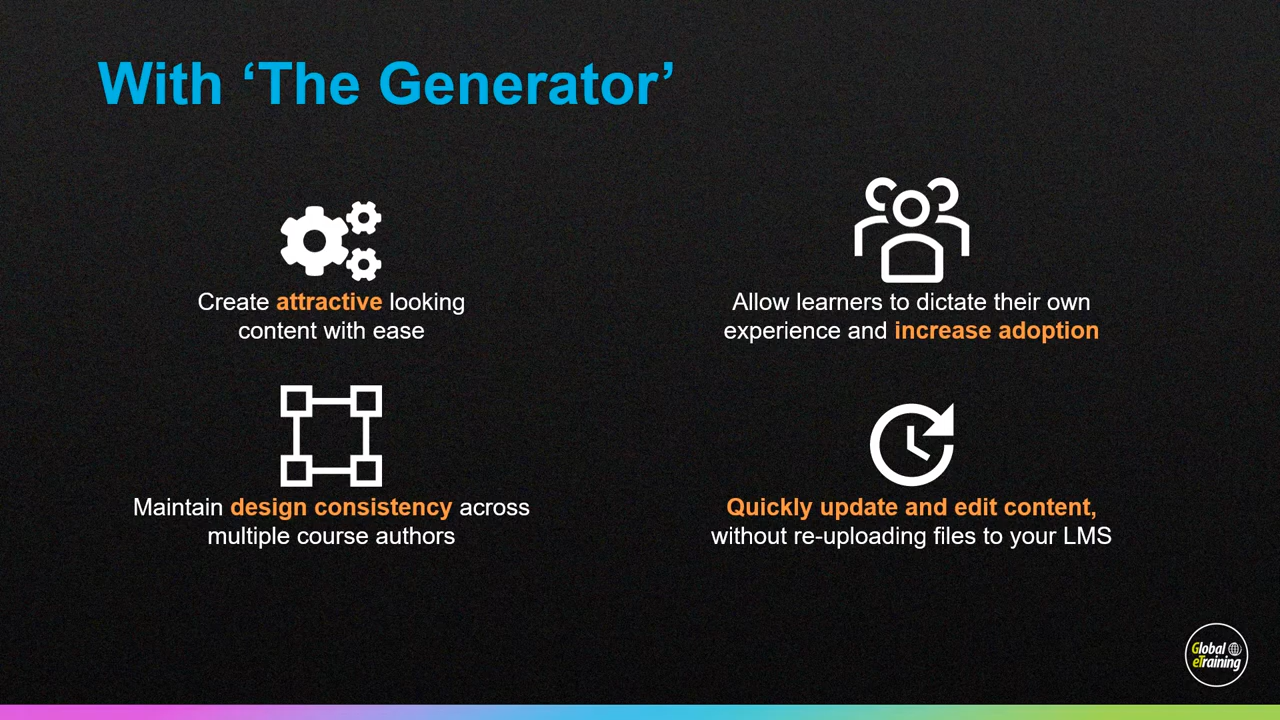 With ‘The Generator’
Create attractive looking
content with ease
Allow learners to dictate their own
experience and increase adoption
Maintain design consistency across
multiple course authors
Quickly update and edit content,
without re-uploading files to your LMS
Global
eTraining